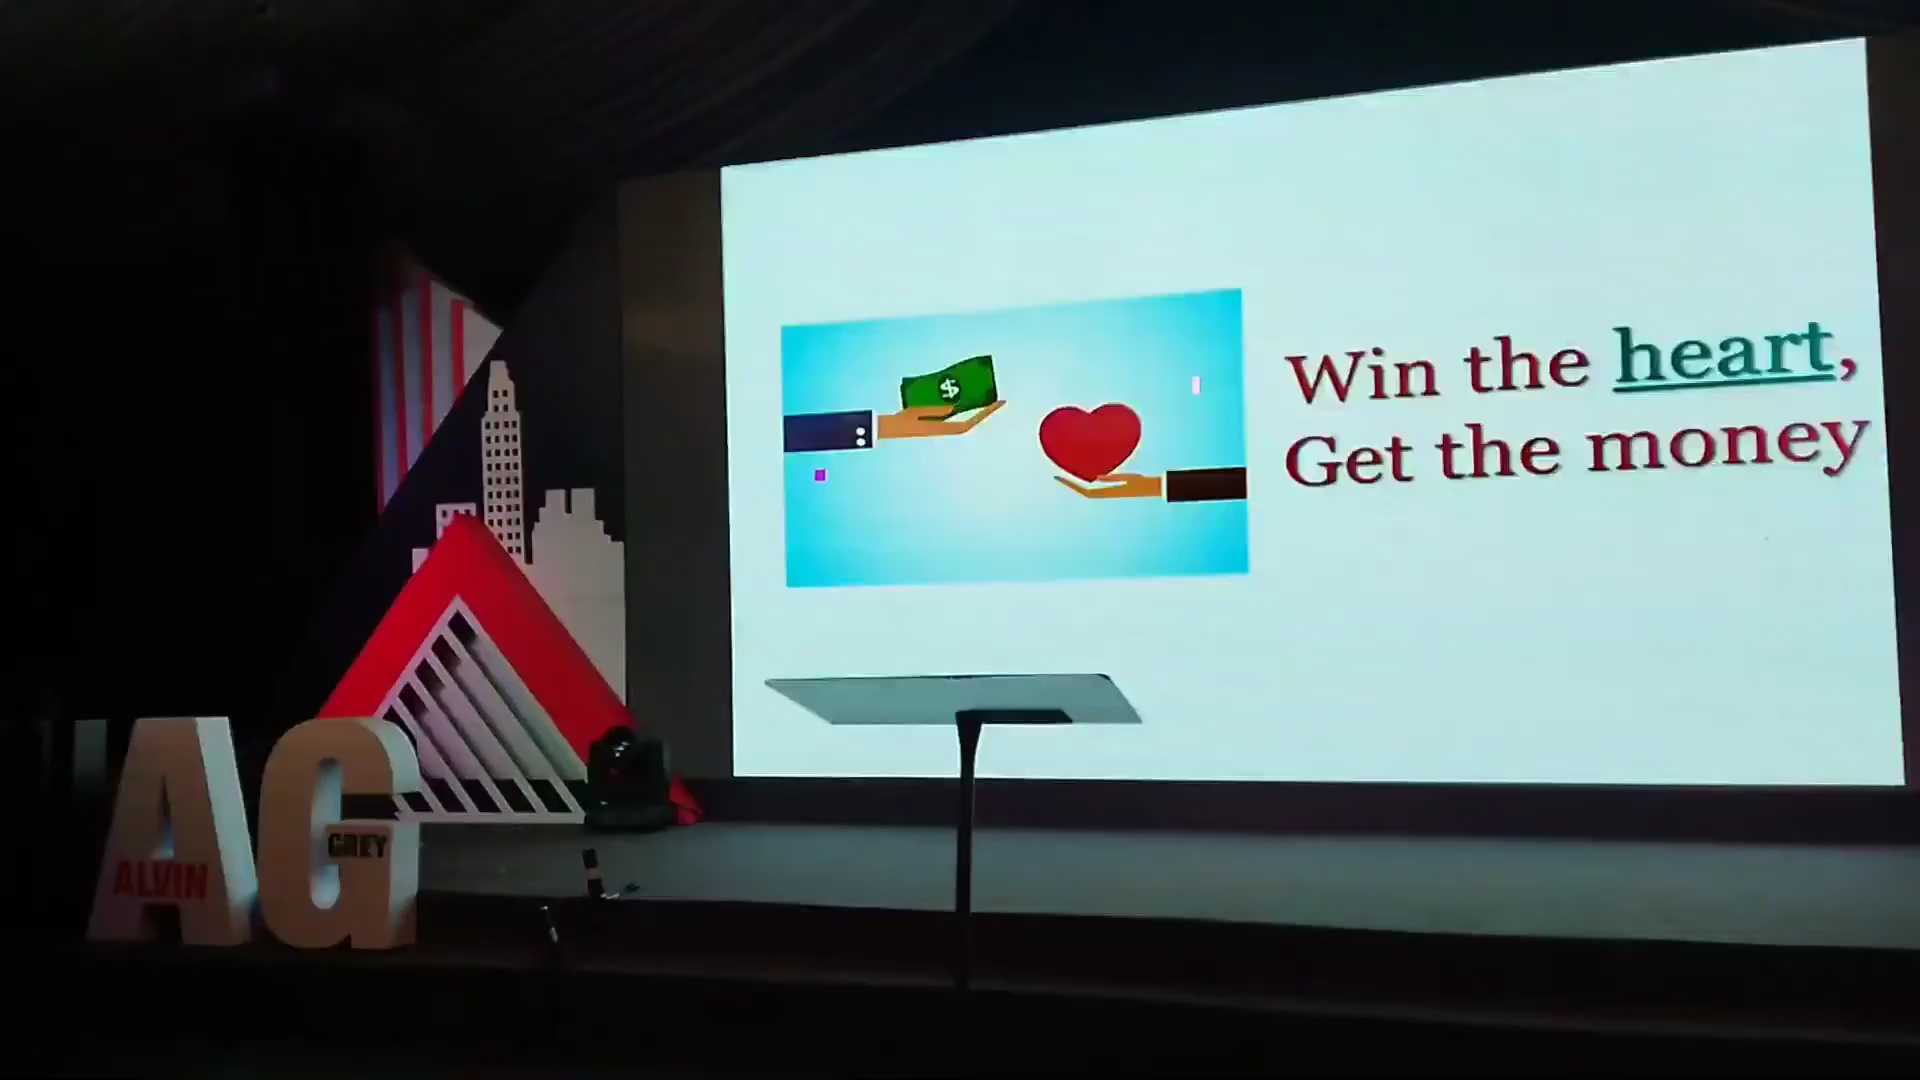 Win the heart,
Get the money
$
AG
ALVIN
GREY